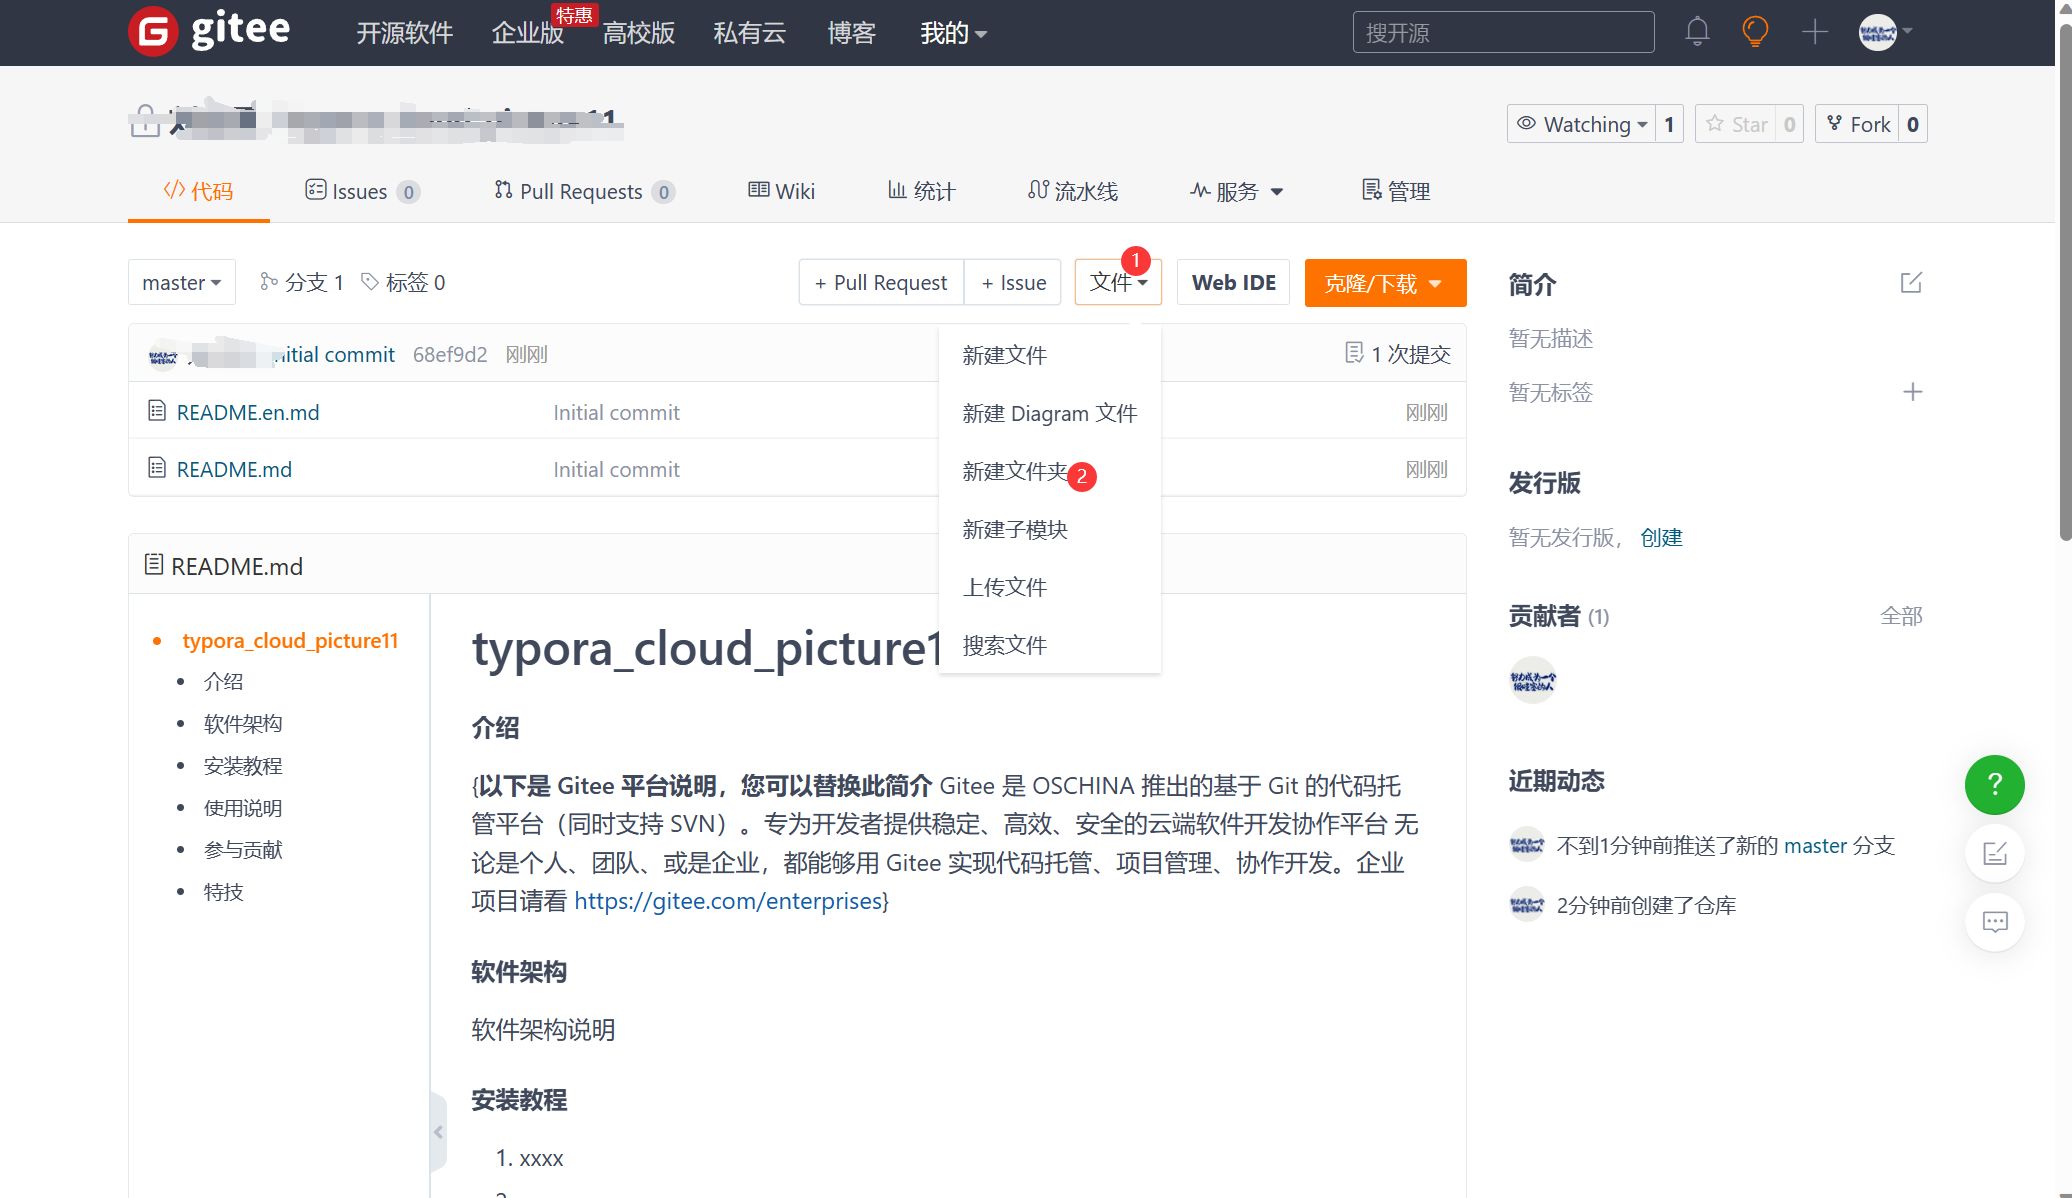 gitee 开源软件 企业版 特惠 高校版 私有云 博客 我的 搜开源
Watching 1 Star 0 Fork 0
代码 Issues 0 Pull Requests 0 Wiki 统计 流水线 服务 管理
master 分支 1 标签 0 + Pull Request + Issue 文件 1 Web IDE 克隆/下载
itial commit 68ef9d2 刚刚 1 次提交
README.en.md Initial commit 刚刚
README.md Initial commit 刚刚
新建文件
新建 Diagram 文件
新建文件夹 2
新建子模块
上传文件
搜索文件
README.md
typora_cloud_picture11
介绍
软件架构
安装教程
使用说明
参与贡献
特技
typora_cloud_picture1
介绍
{以下是 Gitee 平台说明，您可以替换此简介 Gitee 是 OSCHINA 推出的基于 Git 的代码托
管平台（同时支持 SVN）。专为开发者提供稳定、高效、安全的云端软件开发协作平台 无
论是个人、团队、或是企业，都能够用 Gitee 实现代码托管、项目管理、协作开发。企业
项目请看 https://gitee.com/enterprises}
软件架构
软件架构说明
安装教程
1. xxxx
简介
暂无描述
暂无标签
发行版
暂无发行版， 创建
贡献者 (1) 全部
近期动态
不到1分钟前推送了新的 master 分支
2分钟前创建了仓库